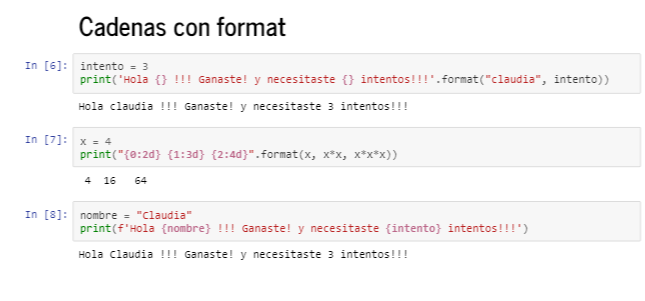 Cadenas con format
In [6]: intento = 3
print('Hola {} !!! Ganaste! y necesitaste {} intentos!!!'.format("claudia", intento))
Hola claudia !!! Ganaste! y necesitaste 3 intentos!!!
In [7]: x = 4
print("{0:2d} {1:3d} {2:4d}".format(x, x*x, x*x*x))
4 16 64
In [8]: nombre = "Claudia"
print(f'Hola {nombre} !!! Ganaste! y necesitaste {intento} intentos!!!')
Hola Claudia !!! Ganaste! y necesitaste 3 intentos!!!